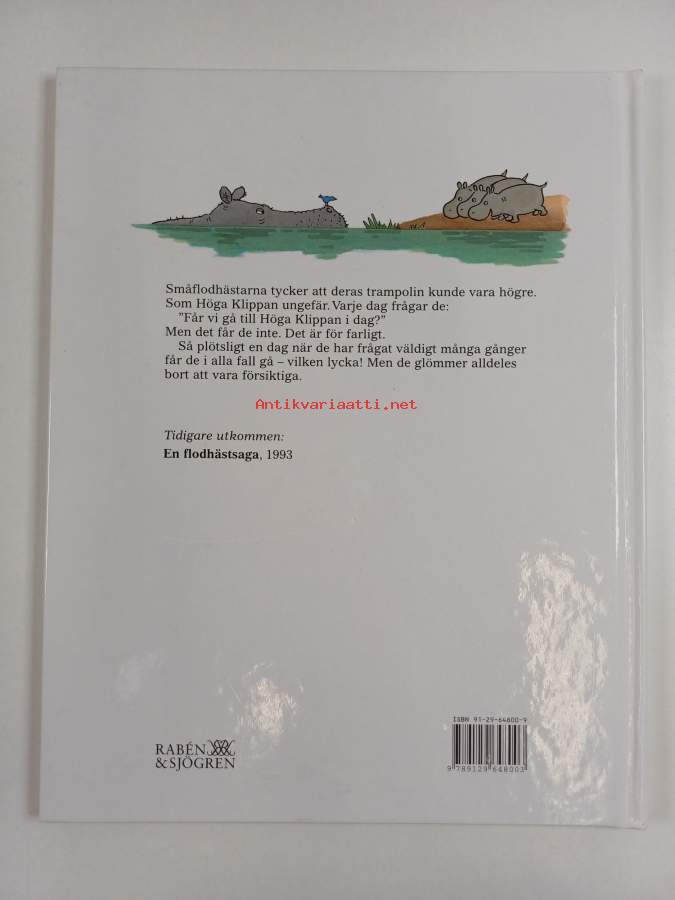 Småflodhästarna tycker att deras trampolin kunde vara högre.
Som Höga Klippan ungefär. Varje dag frågar de:
"Får vi gå till Höga Klippan i dag?"
Men det får de inte. Det är för farligt.
Så plötsligt en dag när de har frågat väldigt många gånger
får de i alla fall gå – vilken lycka! Men de glömmer alldeles
bort att vara försiktiga.
Antikvariaatti.net
Tidigare utkommen:
En flodhästsaga, 1993
ISBN 91-29-64800-9
9 789129 648003
RABÉN
&SJÖGREN